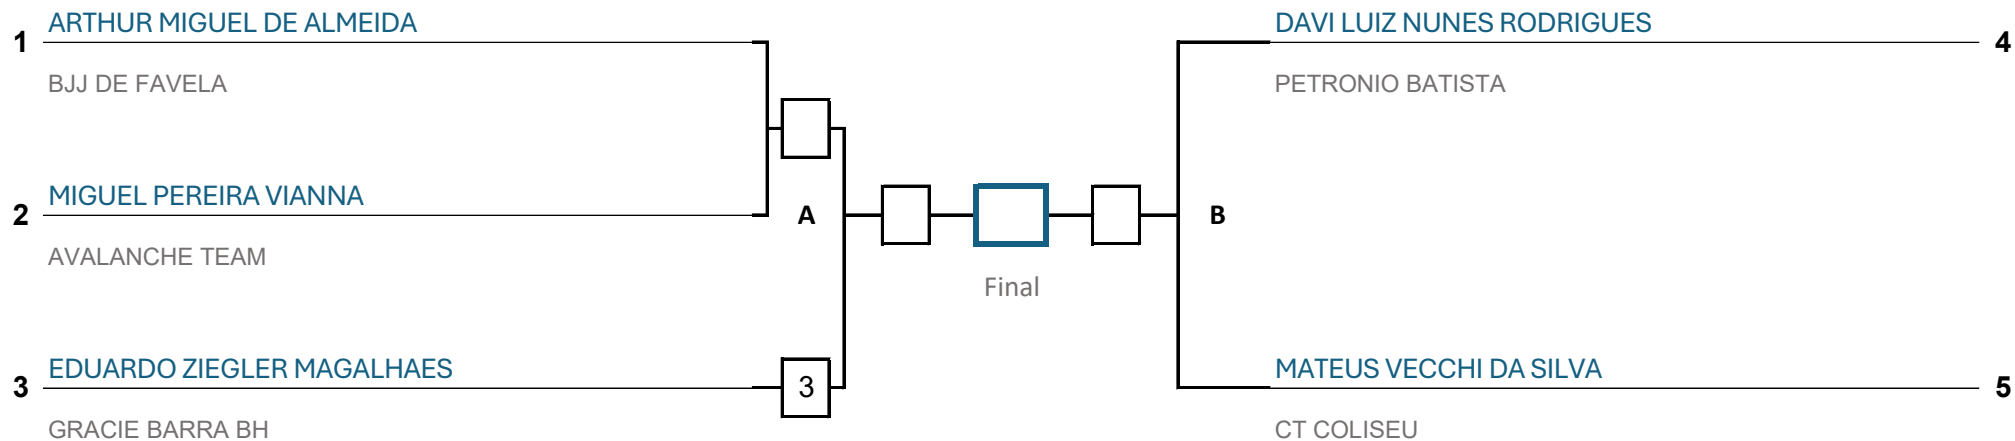 1
ARTHUR MIGUEL DE ALMEIDA
BJJ DE FAVELA
2
MIGUEL PEREIRA VIANNA
AVALANCHE TEAM
3
EDUARDO ZIEGLER MAGALHAES
GRACIE BARRA BH
3
A
Final
B
DAVI LUIZ NUNES RODRIGUES
4
PETRONIO BATISTA
MATEUS VECCHI DA SILVA
5
CT COLISEU